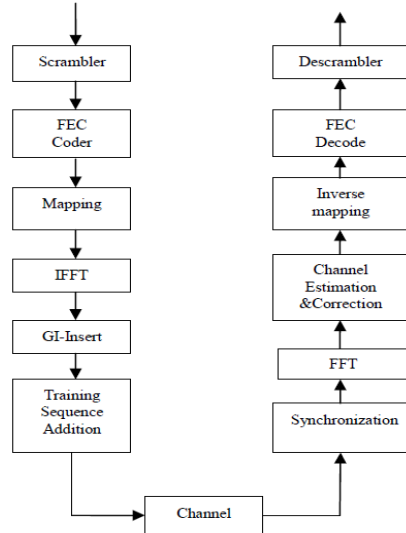 Scrambler
FEC
Coder
Mapping
IFFT
GI-Insert
Training
Sequence
Addition
Channel
Descrambler
FEC
Decode
Inverse
mapping
Channel
Estimation
&Correction
FFT
Synchronization